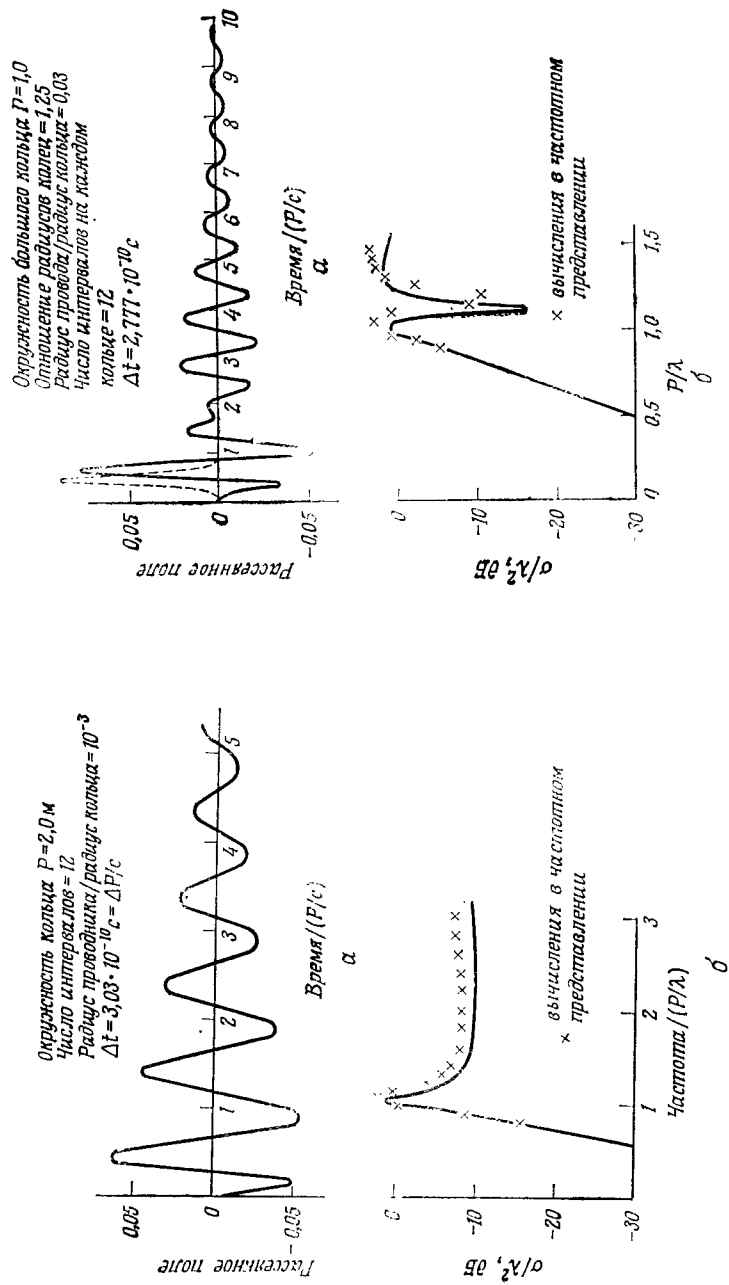 Окружность кольца P=2,0 м
Число интервалов = 12
Радиус проводника/радиус кольца = 10⁻³
Δt = 3,03·10⁻¹⁰ с = ΔP/c
Рассеянное поле
0,05
0
-0,05
1
2
3
4
5
Время/(P/c)
а
σ/λ², дБ
0
-10
-20
-30
1
2
3
× вычисления в частотном
представлении
Частота/(P/λ)
б
Окружность большого кольца P=1,0
Отношение радиусов колец = 1,25
Радиус провода/радиус кольца = 0,03
Число интервалов на каждом
кольце = 12
Δt = 2,777·10⁻¹⁰ с
Рассеянное поле
0,05
0
-0,05
1
2
3
4
5
6
7
8
9
10
Время/(P/c)
а
σ/λ², дБ
0
-10
-20
-30
0
0,5
1,0
1,5
× вычисления в частотном
представлении
P/λ
б